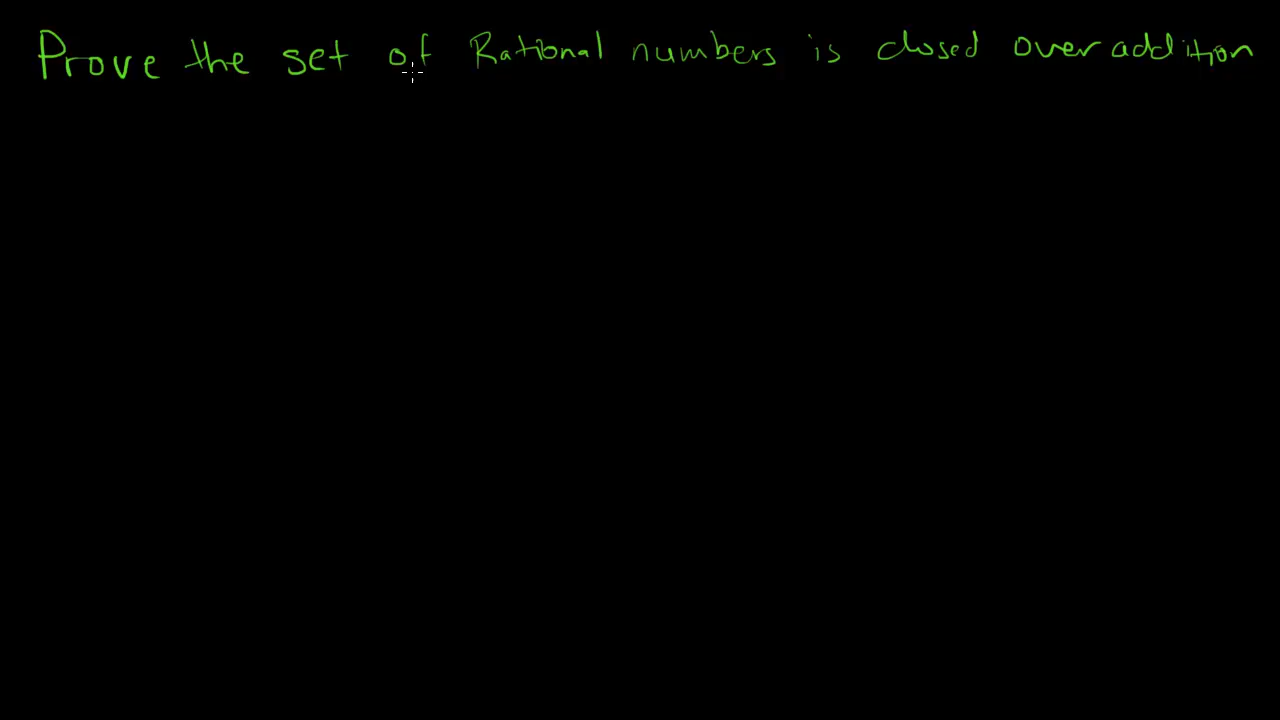 Prove the set of Rational numbers is closed over addition